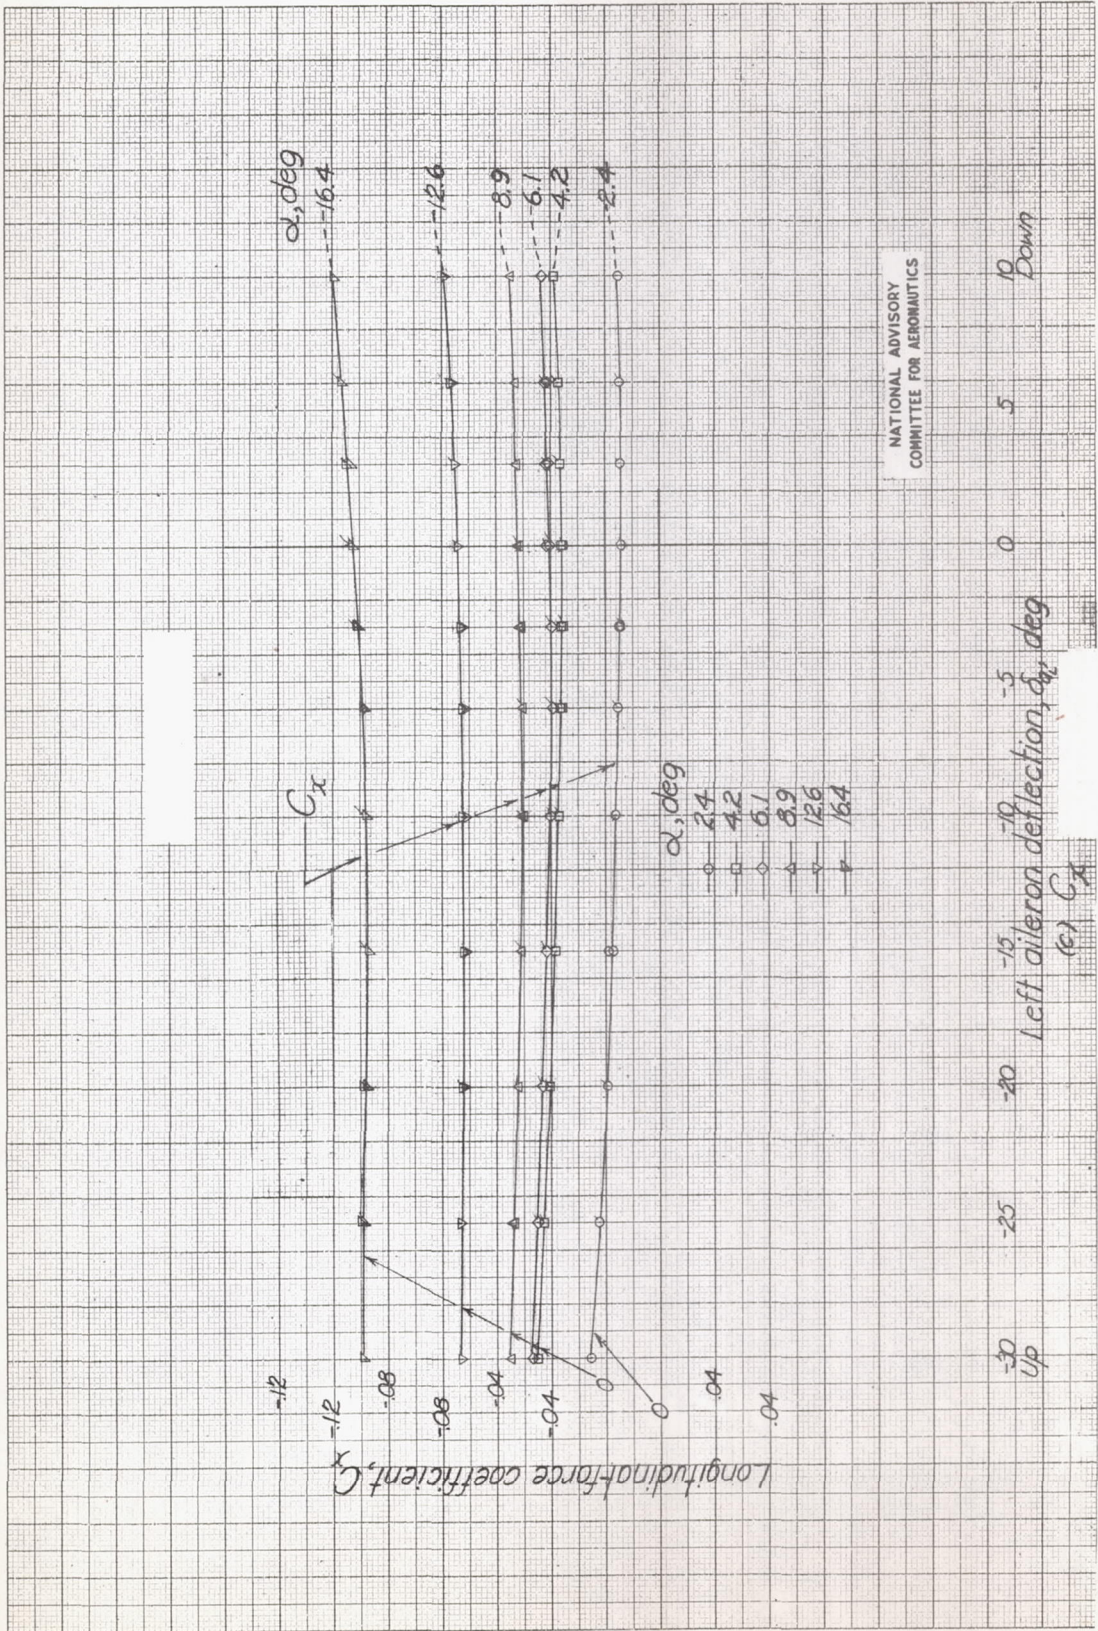 α, deg
16.4
12.6
8.9
6.1
4.2
2.4
Cx
α, deg
2.4
4.2
6.1
8.9
12.6
16.4
NATIONAL ADVISORY
COMMITTEE FOR AERONAUTICS
Longitudinal-force coefficient, Cx
-.12
-.12
-.08
-.08
-.04
-.04
0
0
.04
.04
-30 -25 -20 -15 -10 -5 0 5 10
Up Down
Left aileron deflection, δaL, deg
(c) Cx